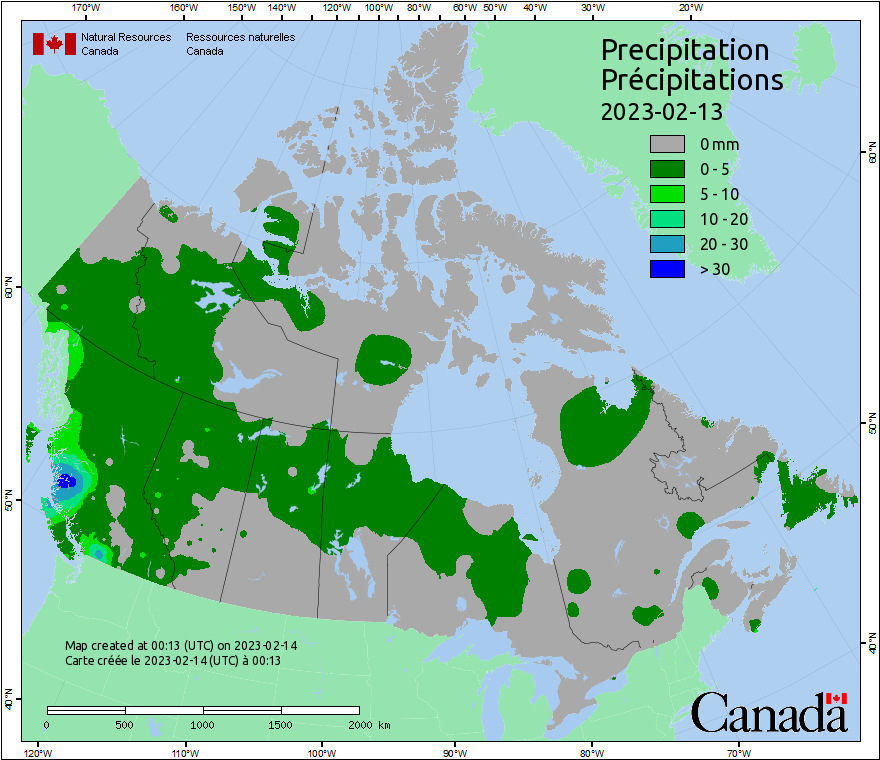 170°W 160°W 150°W 140°W 130°W 120°W 110°W 100°W 90°W 80°W 60°W 50°W 40°W 30°W 20°W
Natural Resources Canada
Ressources naturelles Canada
Precipitation
Précipitations
2023-02-13
0 mm
0 - 5
5 - 10
10 - 20
20 - 30
> 30
60°N
50°N
40°N
60°N
50°N
40°N
Map created at 00:13 (UTC) on 2023-02-14
Carte créée le 2023-02-14 (UTC) à 00:13
0 500 1000 1500 2000 km
Canada
120°W 110°W 100°W 90°W 80°W 70°W